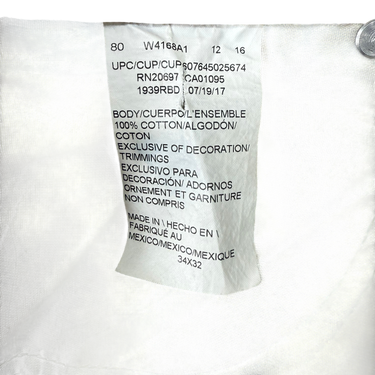 80 W4168A1 12 16
UPC/CUP/CUP607645025674
RN20697 CA01095
1939RBD 07/19/17
BODY/CUERPO/L'ENSEMBLE
100% COTTON/ALGODÓN/
COTON
EXCLUSIVE OF DECORATION/
TRIMMINGS
EXCLUSIVO PARA
DECORACIÓN/ ADORNOS
ORNEMENT ET GARNITURE
NON COMPRIS
MADE IN \ HECHO EN \
FABRIQUÉ AU
MEXICO/MEXICO/MEXIQUE
34X32